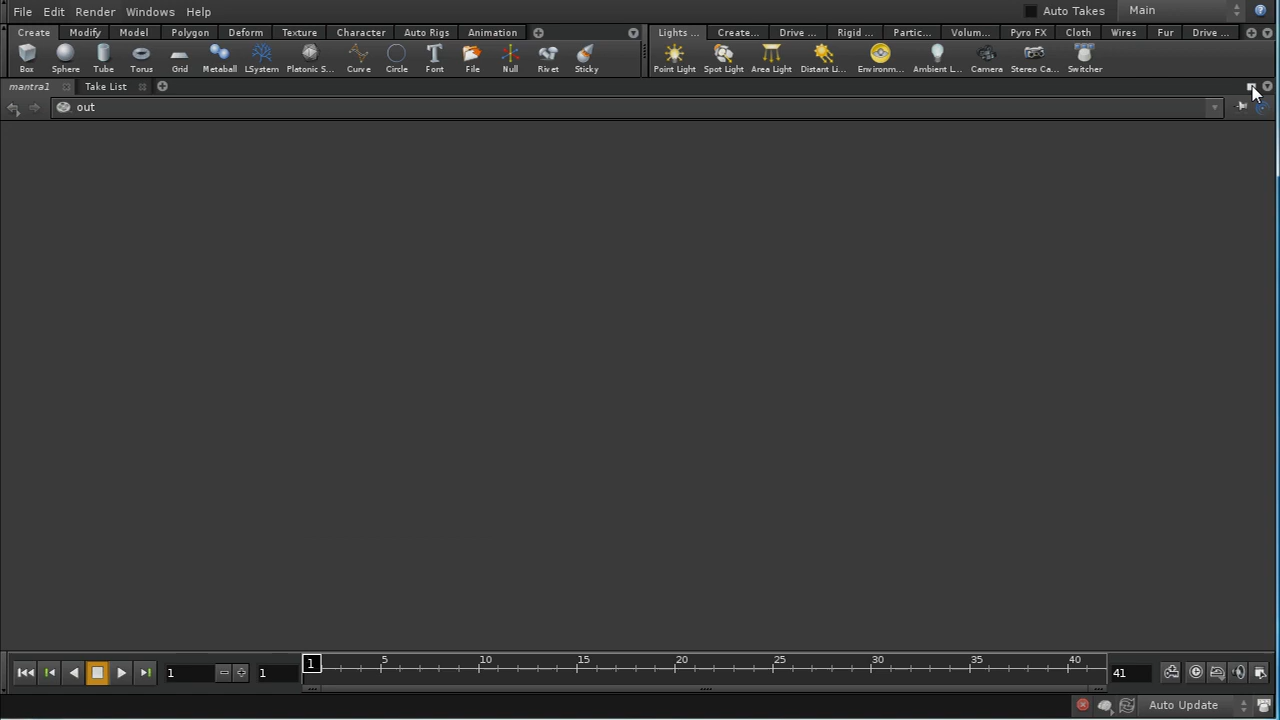 File Edit Render Windows Help Auto Takes Main
Create Modify Model Polygon Deform Texture Character Auto Rigs Animation Lights ... Create... Drive ... Rigid ... Partic... Volum... Pyro FX Cloth Wires Fur Drive ...
Box Sphere Tube Torus Grid Metaball LSystem Platonic S... Curve Circle Font File Null Rivet Sticky Point Light Spot Light Area Light Distant Li... Environm... Ambient L... Camera Stereo Ca... Switcher
mantra1 Take List
out
1 1 1 5 10 15 20 25 30 35 40 41
Auto Update